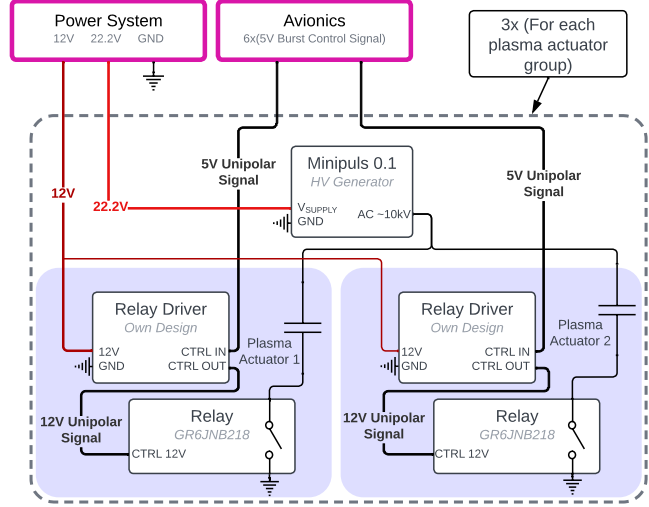 Power System
12V 22.2V GND
Avionics
6x(5V Burst Control Signal)
3x (For each
plasma actuator
group)
5V Unipolar
Signal
Minipuls 0.1
HV Generator
VSUPPLY
GND
AC ~10kV
5V Unipolar
Signal
12V
22.2V
Relay Driver
Own Design
12V
GND
CTRL IN
CTRL OUT
Plasma
Actuator 1
Relay Driver
Own Design
12V
GND
CTRL IN
CTRL OUT
Plasma
Actuator 2
12V Unipolar
Signal
Relay
GR6JNB218
CTRL 12V
12V Unipolar
Signal
Relay
GR6JNB218
CTRL 12V